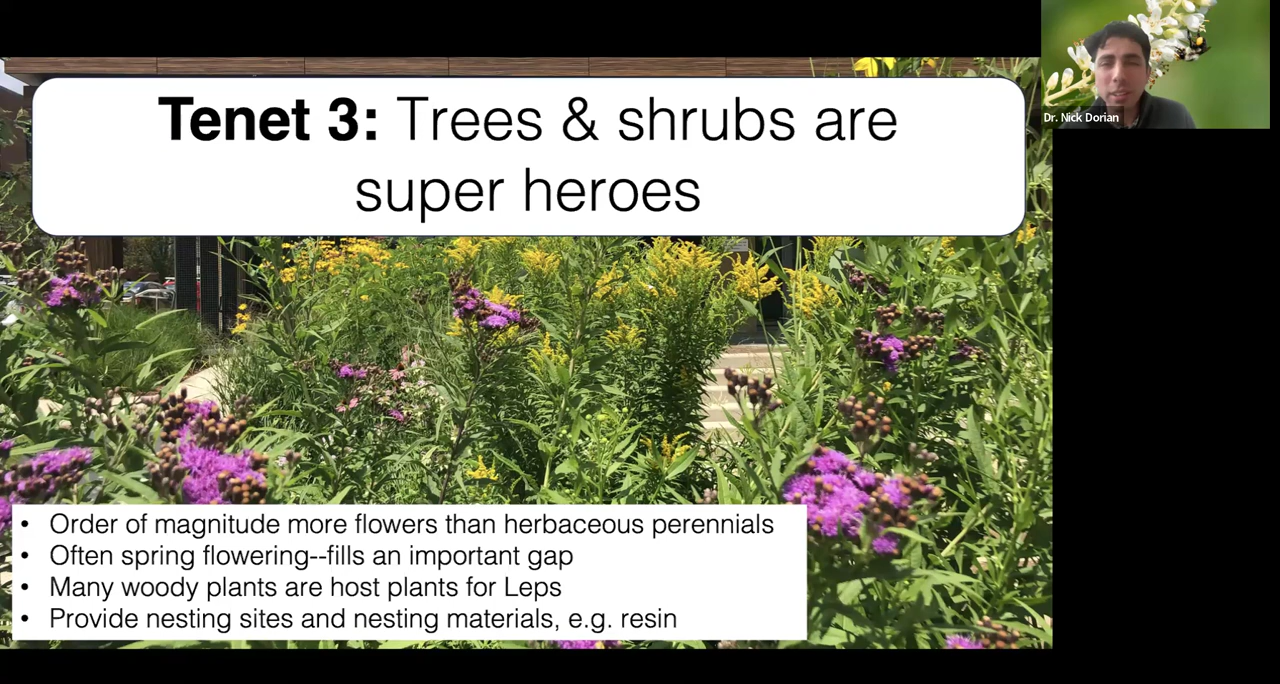 Tenet 3: Trees & shrubs are
super heroes
Dr. Nick Dorian
• Order of magnitude more flowers than herbaceous perennials
• Often spring flowering--fills an important gap
• Many woody plants are host plants for Leps
• Provide nesting sites and nesting materials, e.g. resin